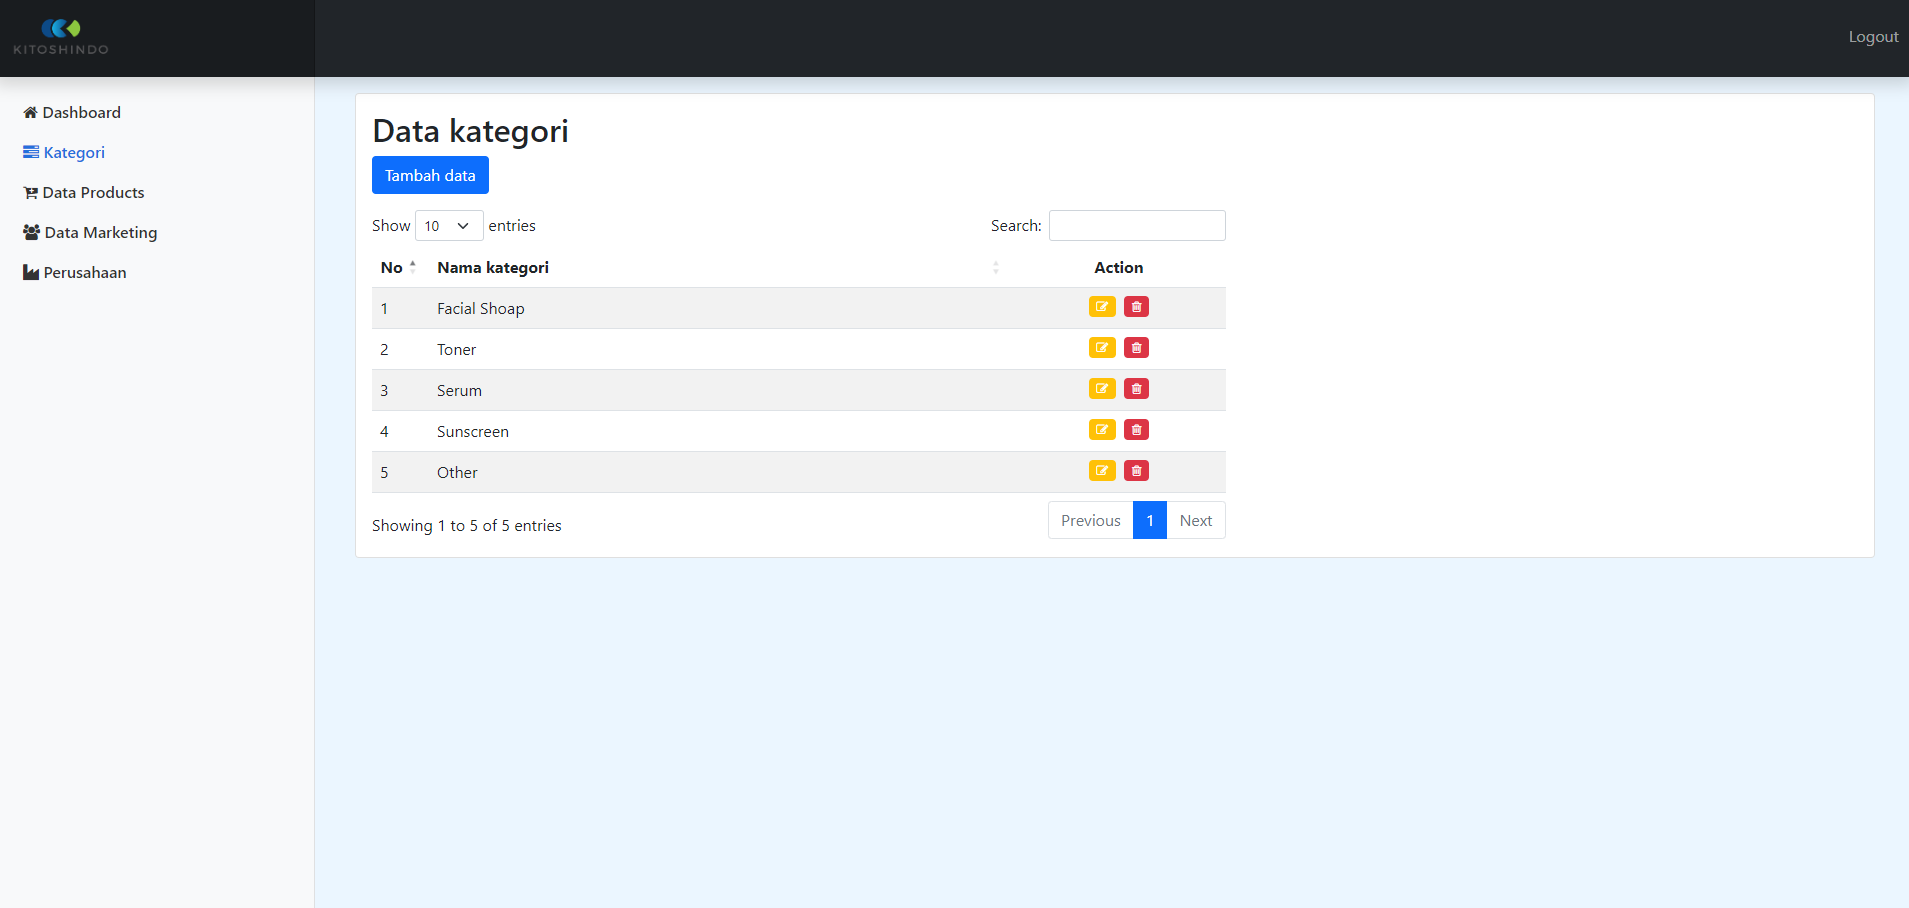 KITOSHINDO
Logout
Dashboard
Kategori
Data Products
Data Marketing
Perusahaan
Data kategori
Tambah data
Show 10 entries
Search:
No Nama kategori Action
1 Facial Shoap
2 Toner
3 Serum
4 Sunscreen
5 Other
Showing 1 to 5 of 5 entries
Previous 1 Next